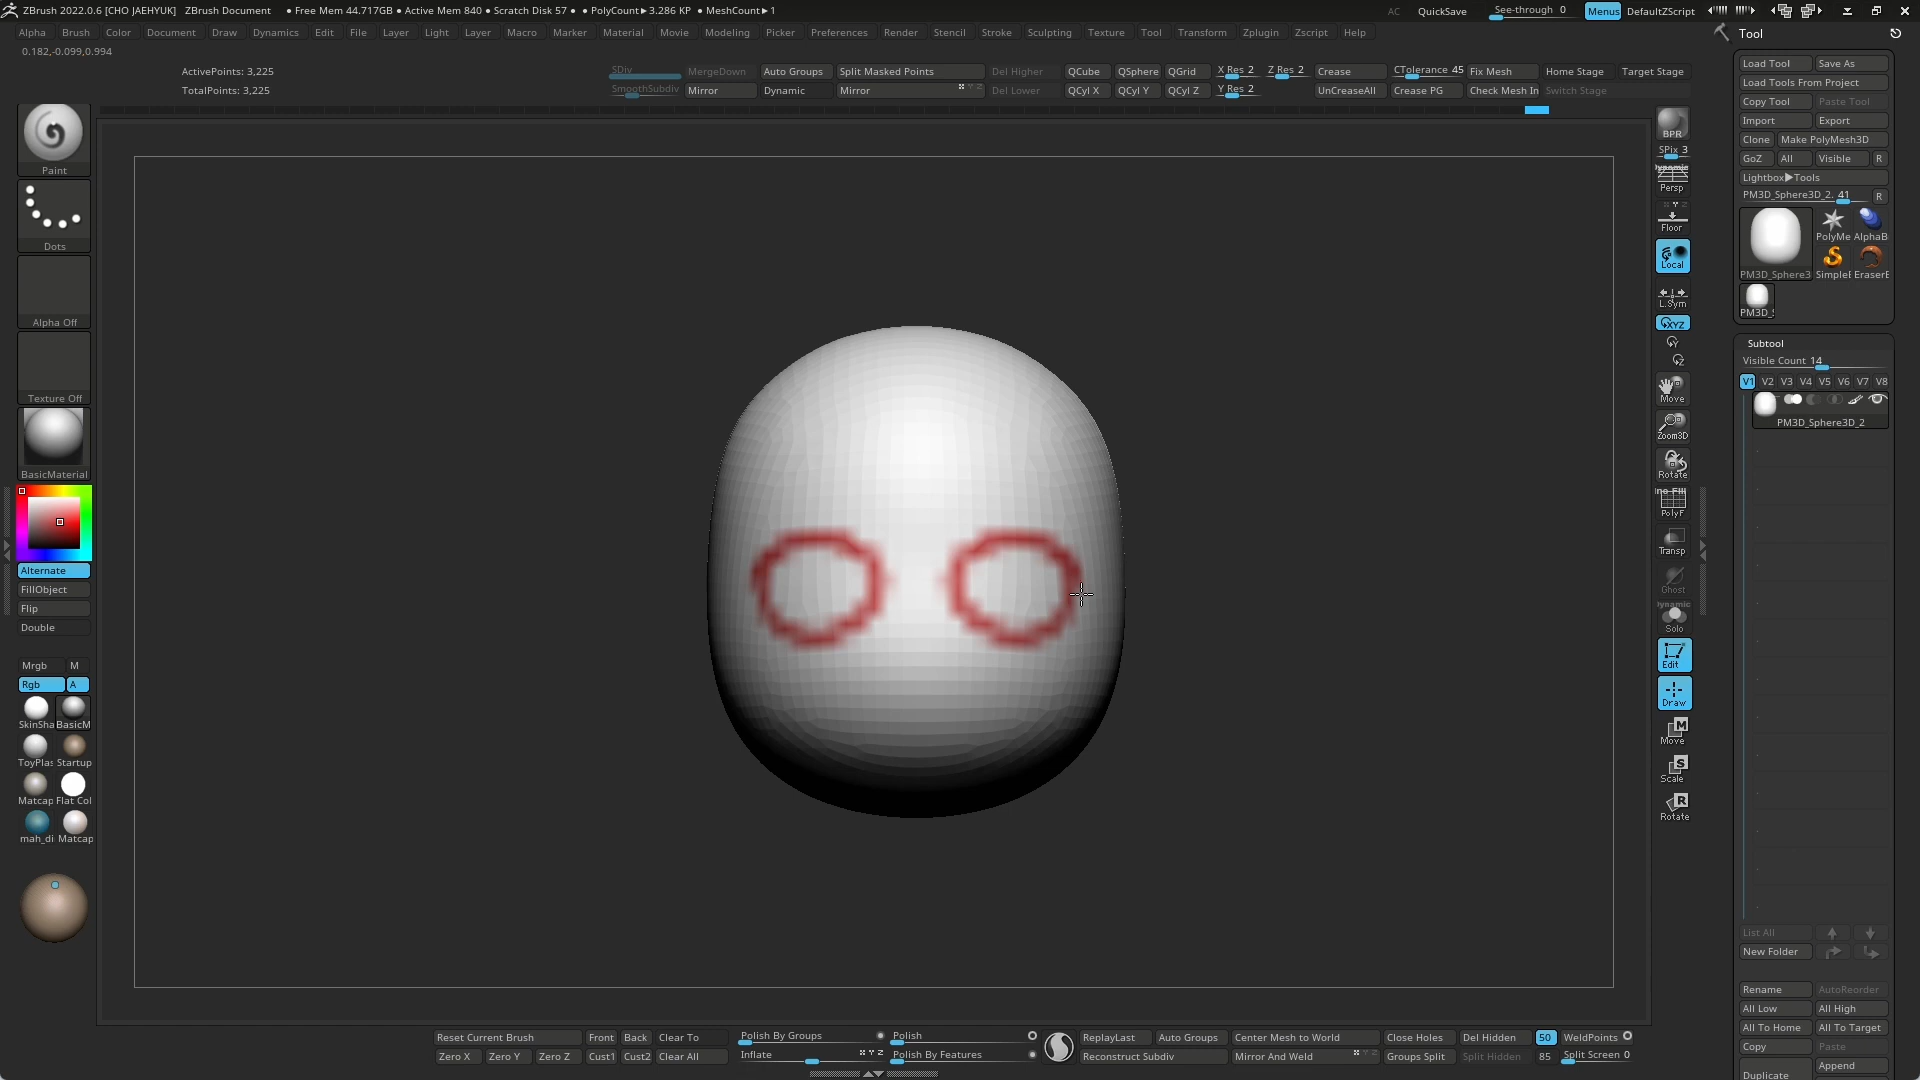 ZBrush 2022.0.6 [CHO JAEHYUK] ZBrush Document • Free Mem 44.717GB • Active Mem 840 • Scratch Disk 57 • • PolyCount▸3.286 KP • MeshCount▸1 AC QuickSave See-through 0 Menus DefaultZScript
Alpha Brush Color Document Draw Dynamics Edit File Layer Light Layer Macro Marker Material Movie Modeling Picker Preferences Render Stencil Stroke Sculpting Texture Tool Transform Zplugin Zscript Help
0.182,-0.099,0.994
ActivePoints: 3,225
TotalPoints: 3,225
SDiv MergeDown Auto Groups Split Masked Points Del Higher QCube QSphere QGrid X Res 2 Z Res 2 Crease CTolerance 45 Fix Mesh Home Stage Target Stage
SmoothSubdiv Mirror Dynamic Mirror Del Lower QCyl X QCyl Y QCyl Z Y Res 2 UnCreaseAll Crease PG Check Mesh In Switch Stage
Paint
Dots
Alpha Off
Texture Off
BasicMaterial
Alternate
FillObject
Flip
Double
Mrgb M
Rgb A
SkinSha BasicM
ToyPlas Startup
Matcap Flat Col
mah_di Matcap
BPR
SPix 3
Dynamic
Persp
Floor
Local
L.Sym
XYZ
Y
Z
Move
Zoom3D
Rotate
ine Fill
PolyF
Transp
Ghost
Dynamic
Solo
Edit
Draw
M
Move
S
Scale
R
Rotate
Tool
Load Tool Save As
Load Tools From Project
Copy Tool Paste Tool
Import Export
Clone Make PolyMesh3D
GoZ All Visible R
Lightbox▸Tools
PM3D_Sphere3D_2. 41 R
PolyMe AlphaB
PM3D_Sphere3 SimpleB EraserB
PM3D_S
Subtool
Visible Count 14
V1 V2 V3 V4 V5 V6 V7 V8
PM3D_Sphere3D_2
List All
New Folder
Rename AutoReorder
All Low All High
All To Home All To Target
Copy Paste
Duplicate Append
Reset Current Brush Front Back Clear To Polish By Groups Polish ReplayLast Auto Groups Center Mesh to World Close Holes Del Hidden 50 WeldPoints
Zero X Zero Y Zero Z Cust1 Cust2 Clear All Inflate Polish By Features Reconstruct Subdiv Mirror And Weld Groups Split Split Hidden 85 Split Screen 0